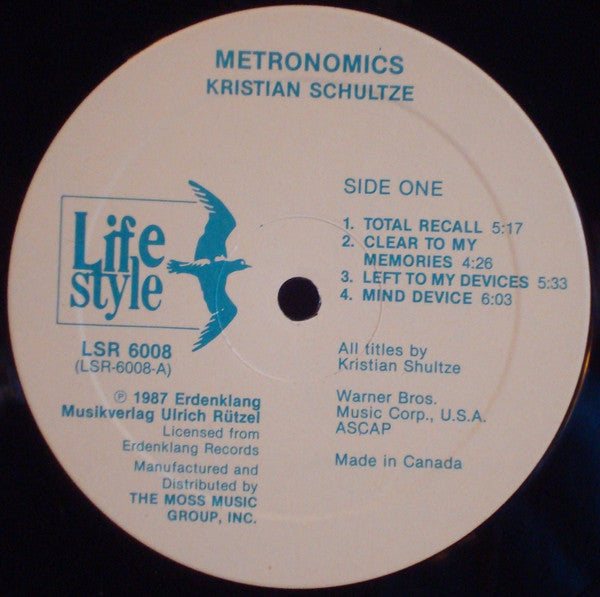 METRONOMICS
KRISTIAN SCHULTZE
SIDE ONE
1. TOTAL RECALL 5:17
2. CLEAR TO MY
MEMORIES 4:26
3. LEFT TO MY DEVICES 5:33
4. MIND DEVICE 6:03
Life
style
LSR 6008
(LSR-6008-A)
℗ 1987 Erdenklang
Musikverlag Ulrich Rützel
Licensed from
Erdenklang Records
Manufactured and
Distributed by
THE MOSS MUSIC
GROUP, INC.
All titles by
Kristian Shultze
Warner Bros.
Music Corp., U.S.A.
ASCAP
Made in Canada